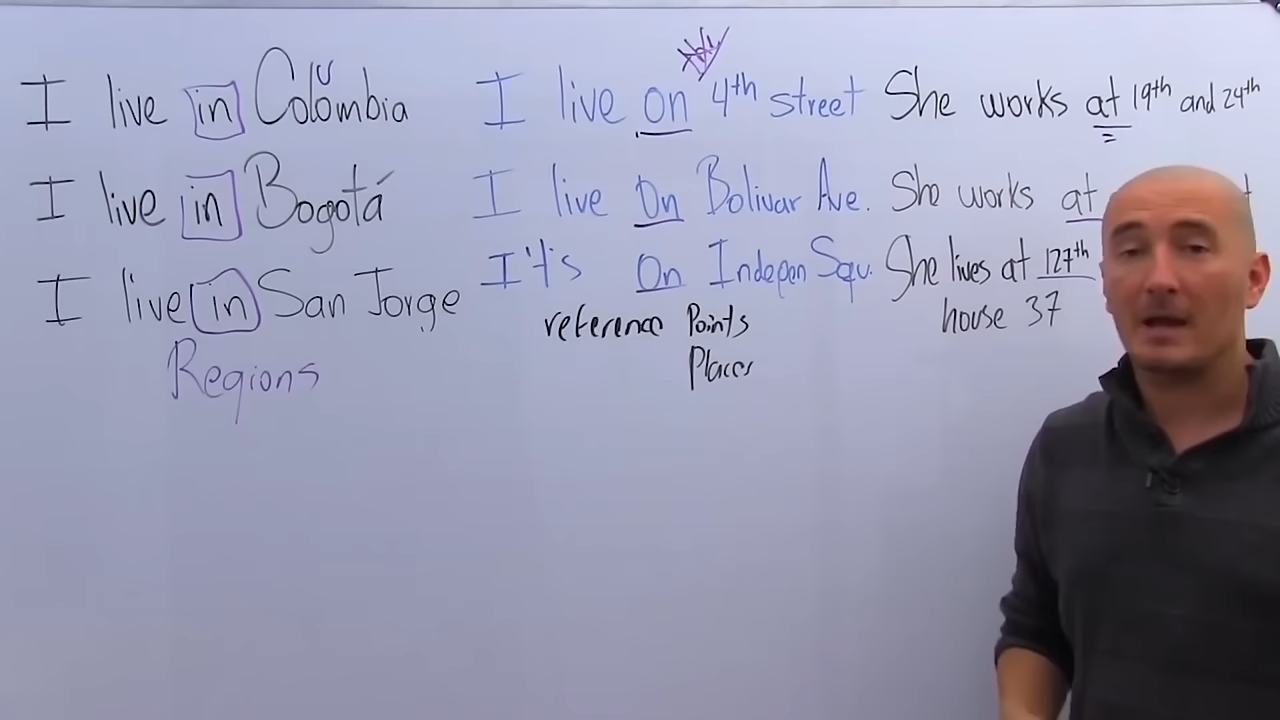 I live in Colombia
I live in Bogotá
I live in San Jorge
Regions
I live on 4th street
I live On Bolivar Ave.
It's On Indepen Squ.
reference Points
Places
She works at 19th and 24th
She works at
She lives at 127th
house 37